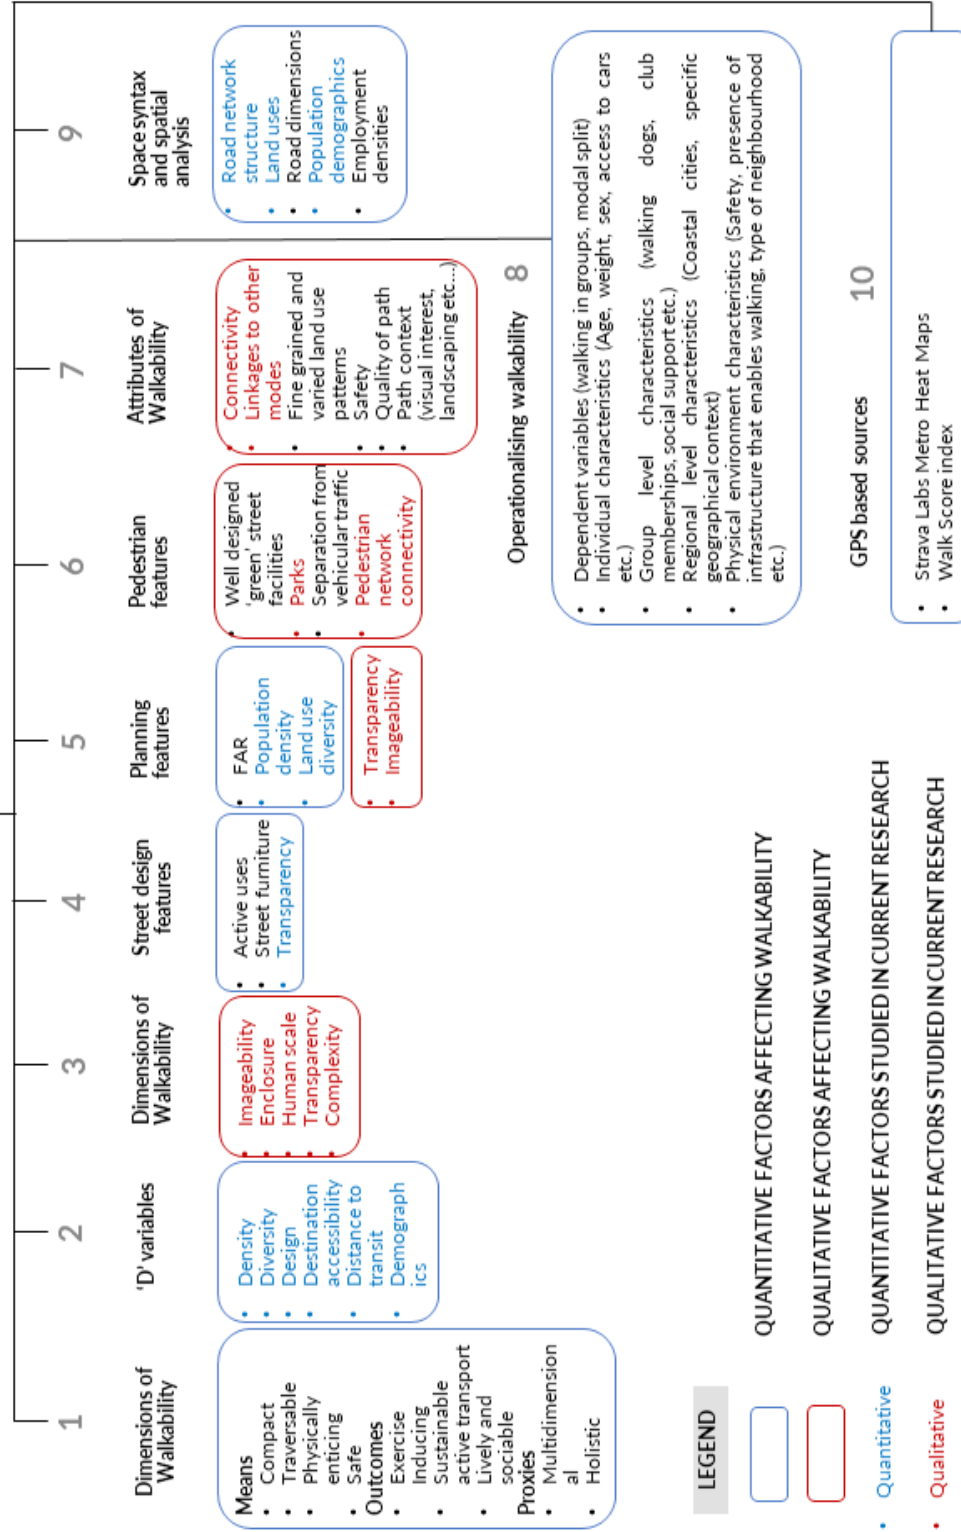 1
Dimensions of
Walkability
Means
• Compact
• Traversable
• Physically
enticing
• Safe
Outcomes
• Exercise
Inducing
• Sustainable
active transport
• Lively and
sociable
Proxies
• Multidimension
al
• Holistic
2
'D' variables
• Density
• Diversity
• Design
• Destination
accessibility
• Distance to
transit
• Demograph
ics
3
Dimensions of
Walkability
• Imageability
• Enclosure
• Human scale
• Transparency
• Complexity
4
Street design
features
• Active uses
• Street furniture
• Transparency
5
Planning
features
• FAR
• Population
density
• Land use
diversity
• Transparency
• Imageability
6
Pedestrian
features
• Well designed
'green' street
facilities
• Parks
• Separation from
vehicular traffic
• Pedestrian
network
connectivity
7
Attributes of
Walkability
• Connectivity
• Linkages to other
modes
• Fine grained and
varied land use
patterns
• Safety
• Quality of path
• Path context
(visual interest,
landscaping etc...)
9
Space syntax
and spatial
analysis
• Road network
structure
• Land uses
• Road dimensions
• Population
demographics
• Employment
densities
Operationalising walkability 8
• Dependent variables (walking in groups, modal split)
• Individual characteristics (Age, weight, sex, access to cars
etc.)
• Group level characteristics (walking dogs, club
memberships, social support etc.)
• Regional level characteristics (Coastal cities, specific
geographical context)
• Physical environment characteristics (Safety, presence of
infrastructure that enables walking, type of neighbourhood
etc.)
GPS based sources 10
• Strava Labs Metro Heat Maps
• Walk Score index
LEGEND
QUANTITATIVE FACTORS AFFECTING WALKABILITY
QUALITATIVE FACTORS AFFECTING WALKABILITY
• Quantitative QUANTITATIVE FACTORS STUDIED IN CURRENT RESEARCH
• Qualitative QUALITATIVE FACTORS STUDIED IN CURRENT RESEARCH